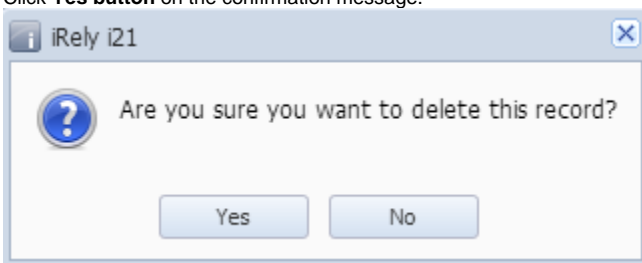 Click Yes button on the confirmation message.
iRely i21
Are you sure you want to delete this record?
Yes No